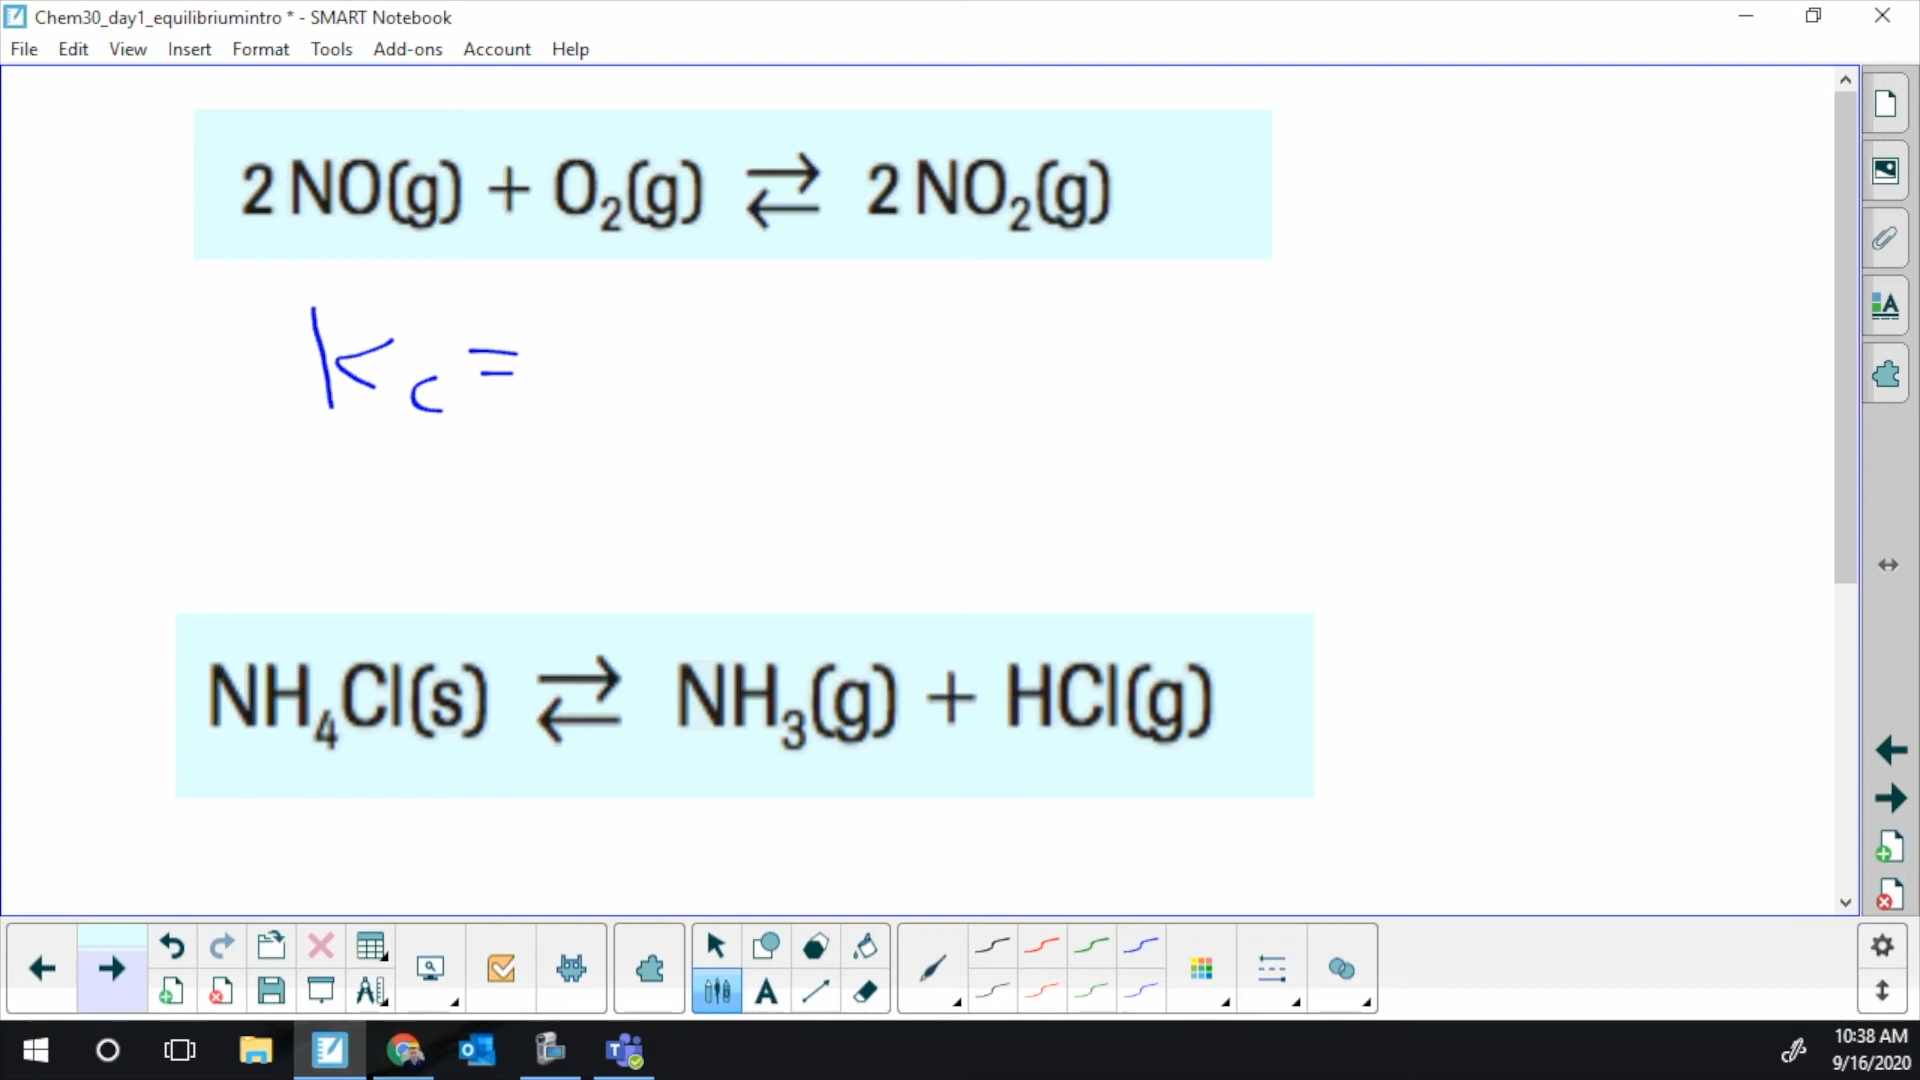 Chem30_day1_equilibriumintro * - SMART Notebook
File Edit View Insert Format Tools Add-ons Account Help
2 NO(g) + O₂(g) ⇄ 2 NO₂(g)
Kc =
NH₄Cl(s) ⇄ NH₃(g) + HCl(g)
10:38 AM
9/16/2020